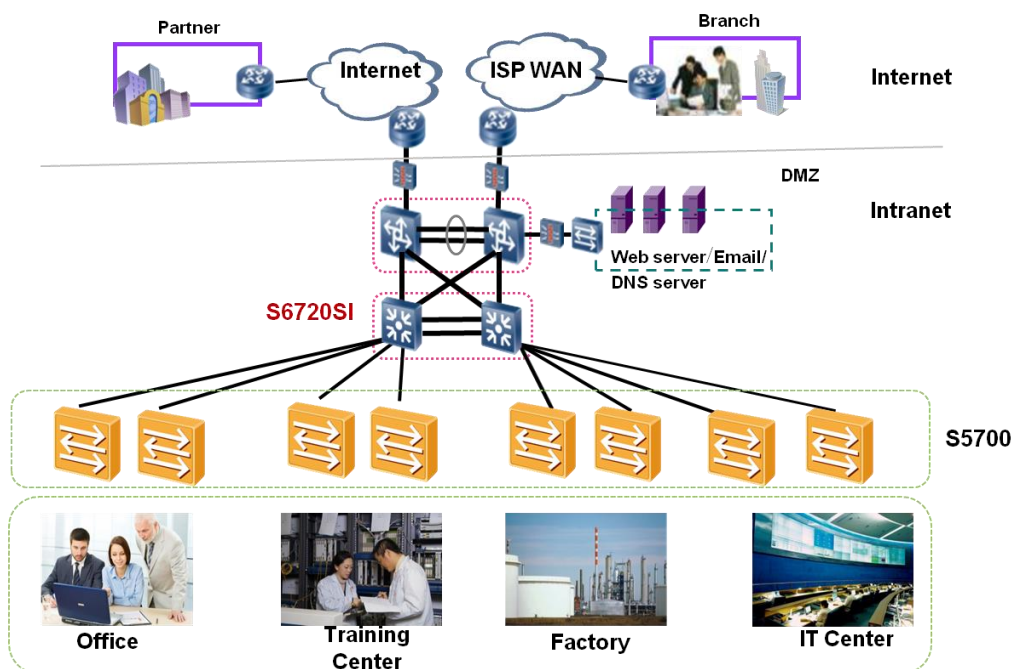 Partner
Branch
Internet
ISP WAN
Internet
DMZ
Intranet
Web server/Email/
DNS server
S6720SI
S5700
Office
Training
Center
Factory
IT Center